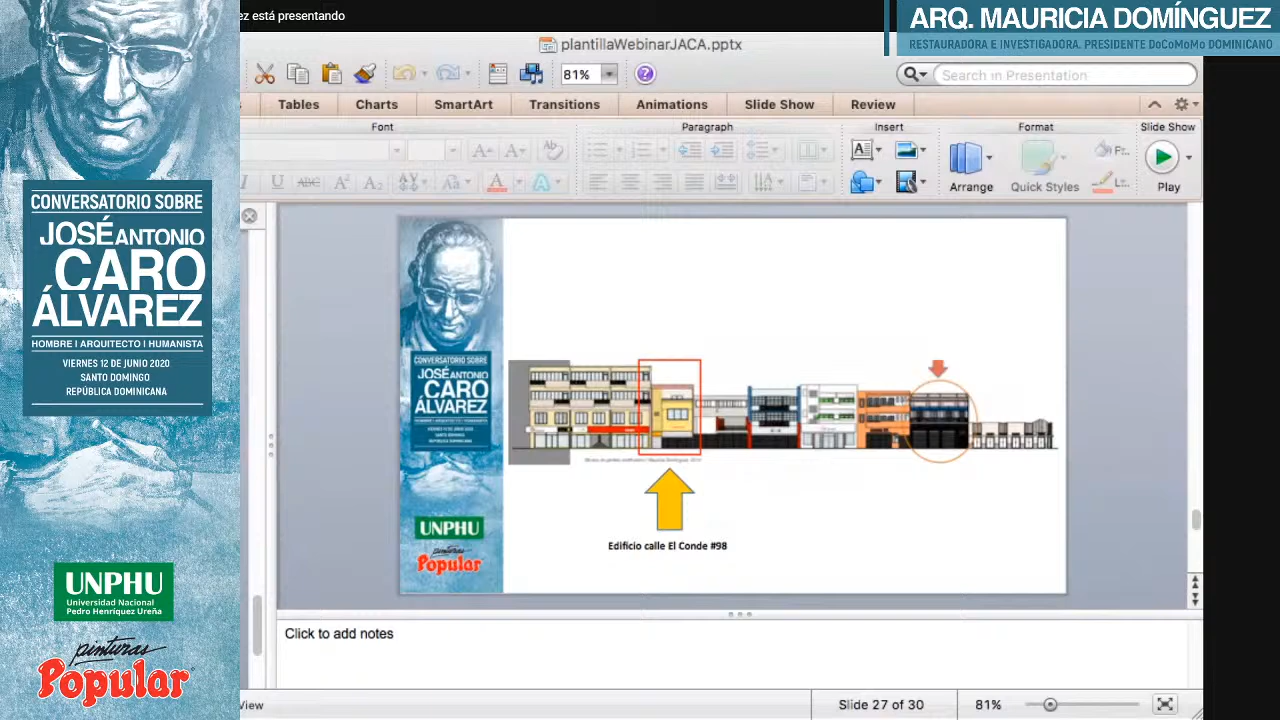 ez está presentando
ARQ. MAURICIA DOMÍNGUEZ
RESTAURADORA E INVESTIGADORA. PRESIDENTE DoCoMoMo DOMINICANO
plantillaWebinarJACA.pptx
81%
Search in Presentation
Tables
Charts
SmartArt
Transitions
Animations
Slide Show
Review
Font
Paragraph
Insert
Format
Slide Show
Arrange
Quick Styles
Play
CONVERSATORIO SOBRE
JOSÉ ANTONIO
CARO
ÁLVAREZ
HOMBRE I ARQUITECTO I HUMANISTA
VIERNES 12 DE JUNIO 2020
SANTO DOMINGO
REPÚBLICA DOMINICANA
UNPHU
Universidad Nacional
Pedro Henríquez Ureña
pinturas
Popular
CONVERSATORIO SOBRE
JOSÉ ANTONIO
CARO
ÁLVAREZ
UNPHU
pinturas
Popular
Edificio calle El Conde #98
Click to add notes
View
Slide 27 of 30
81%